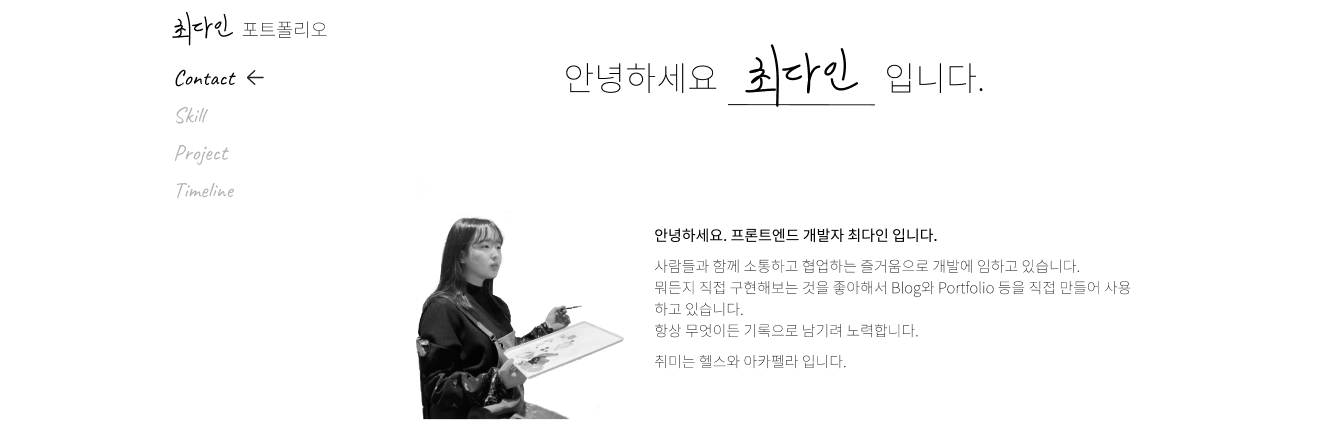 최다인 포트폴리오
Contact ←
Skill
Project
Timeline
안녕하세요 최다인 입니다.
안녕하세요. 프론트엔드 개발자 최다인 입니다.
사람들과 함께 소통하고 협업하는 즐거움으로 개발에 임하고 있습니다.
뭐든지 직접 구현해보는 것을 좋아해서 Blog와 Portfolio 등을 직접 만들어 사용
하고 있습니다.
항상 무엇이든 기록으로 남기려 노력합니다.
취미는 헬스와 아카펠라 입니다.